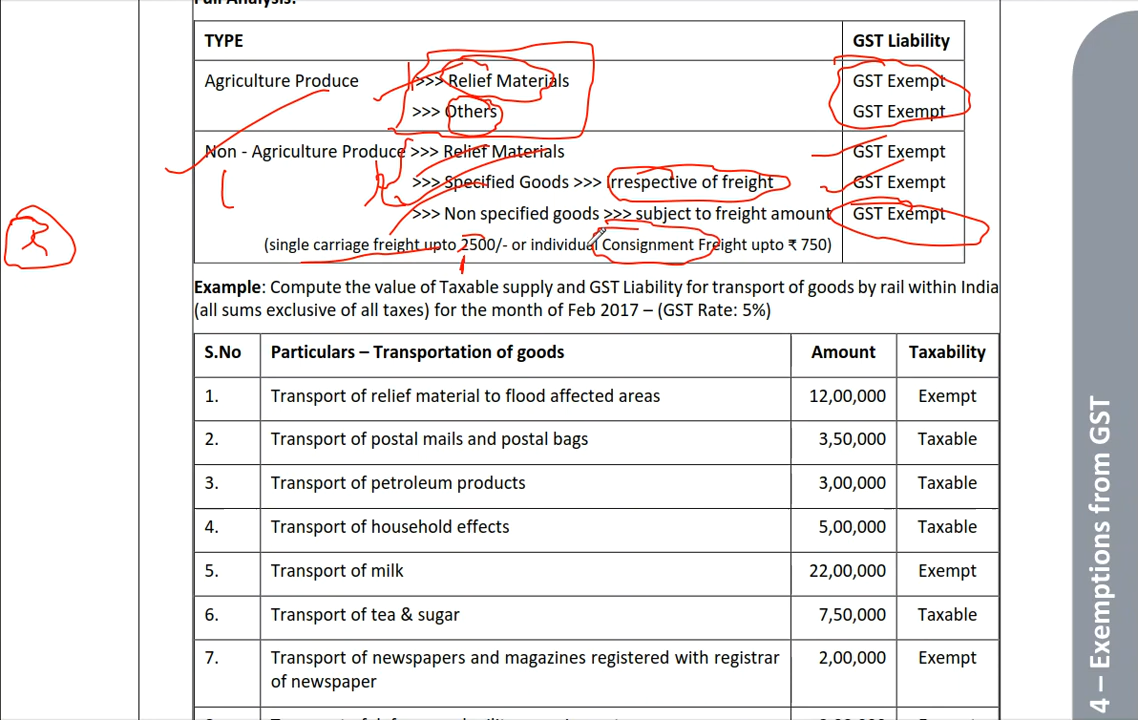 TYPE GST Liability
Agriculture Produce >>> Relief Materials GST Exempt
>>> Others GST Exempt
Non - Agriculture Produce >>> Relief Materials GST Exempt
>>> Specified Goods >>> Irrespective of freight GST Exempt
>>> Non specified goods >>> subject to freight amount GST Exempt
(single carriage freight upto 2500/- or individual Consignment Freight upto ₹ 750)
R
Example: Compute the value of Taxable supply and GST Liability for transport of goods by rail within India
(all sums exclusive of all taxes) for the month of Feb 2017 – (GST Rate: 5%)
S.No Particulars – Transportation of goods Amount Taxability
1. Transport of relief material to flood affected areas 12,00,000 Exempt
2. Transport of postal mails and postal bags 3,50,000 Taxable
3. Transport of petroleum products 3,00,000 Taxable
4. Transport of household effects 5,00,000 Taxable
5. Transport of milk 22,00,000 Exempt
6. Transport of tea & sugar 7,50,000 Taxable
7. Transport of newspapers and magazines registered with registrar 2,00,000 Exempt
of newspaper
4 – Exemptions from GST